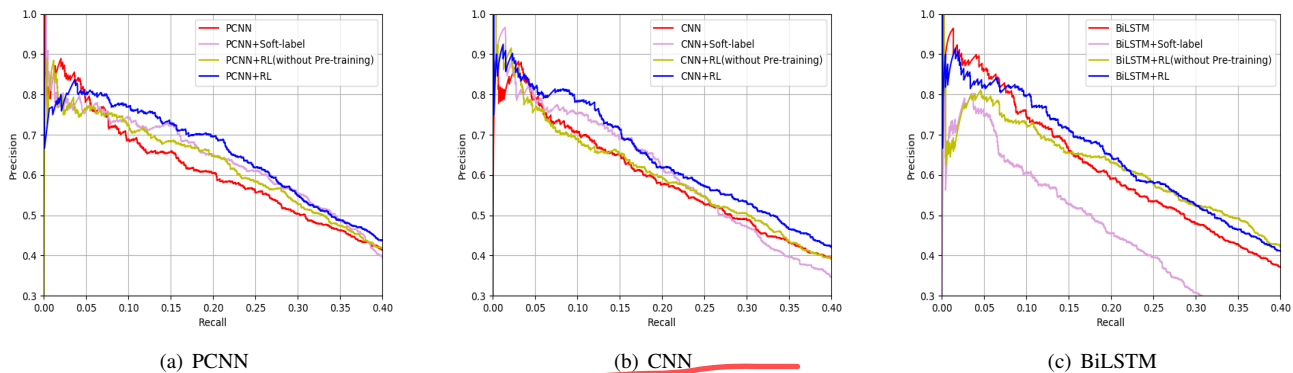 1.0
0.9
0.8
0.7
0.6
0.5
0.4
0.3
Precision
0.00 0.05 0.10 0.15 0.20 0.25 0.30 0.35 0.40
Recall
PCNN
PCNN+Soft-label
PCNN+RL(without Pre-training)
PCNN+RL
(a) PCNN
1.0
0.9
0.8
0.7
0.6
0.5
0.4
0.3
Precision
0.00 0.05 0.10 0.15 0.20 0.25 0.30 0.35 0.40
Recall
CNN
CNN+Soft-label
CNN+RL(without Pre-training)
CNN+RL
(b) CNN
1.0
0.9
0.8
0.7
0.6
0.5
0.4
0.3
Precision
0.00 0.05 0.10 0.15 0.20 0.25 0.30 0.35 0.40
Recall
BiLSTM
BiLSTM+Soft-label
BiLSTM+RL(without Pre-training)
BiLSTM+RL
(c) BiLSTM